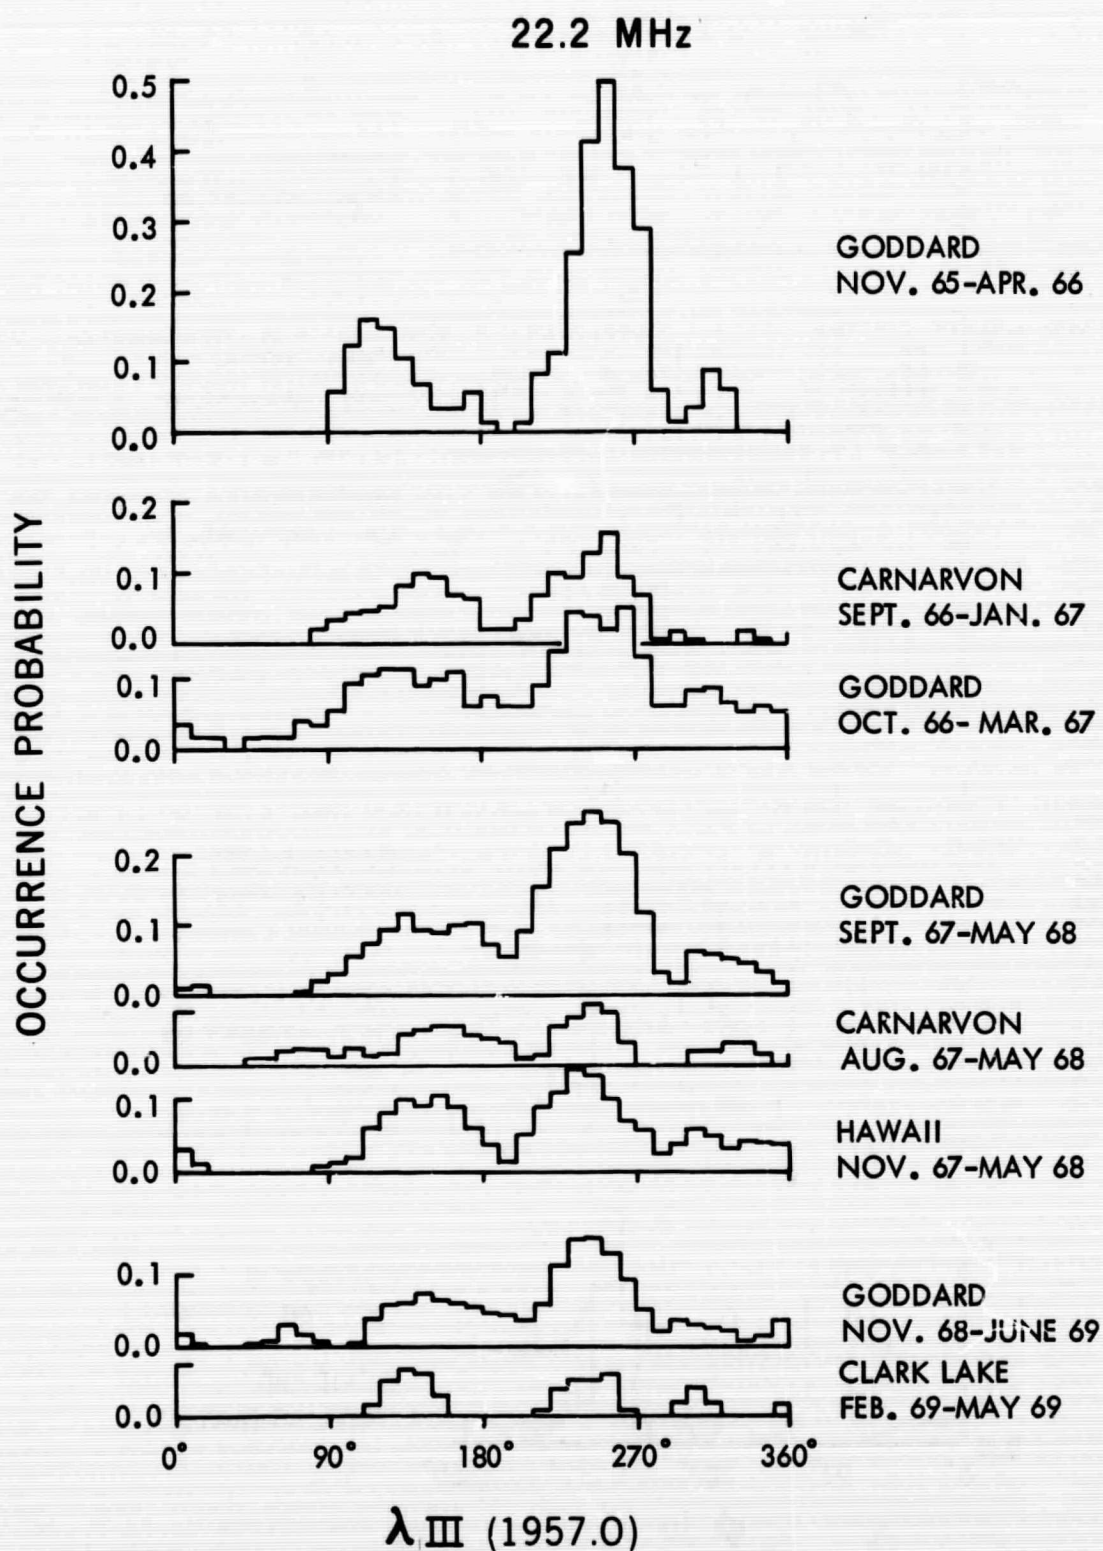 22.2 MHz
OCCURRENCE PROBABILITY
0.5
0.4
0.3
0.2
0.1
0.0
GODDARD
NOV. 65-APR. 66
0.2
0.1
0.0
CARNARVON
SEPT. 66-JAN. 67
0.1
0.0
GODDARD
OCT. 66- MAR. 67
0.2
0.1
0.0
GODDARD
SEPT. 67-MAY 68
0.0
CARNARVON
AUG. 67-MAY 68
0.1
0.0
HAWAII
NOV. 67-MAY 68
0.1
0.0
GODDARD
NOV. 68-JUNE 69
0.0
CLARK LAKE
FEB. 69-MAY 69
0° 90° 180° 270° 360°
λ III (1957.0)